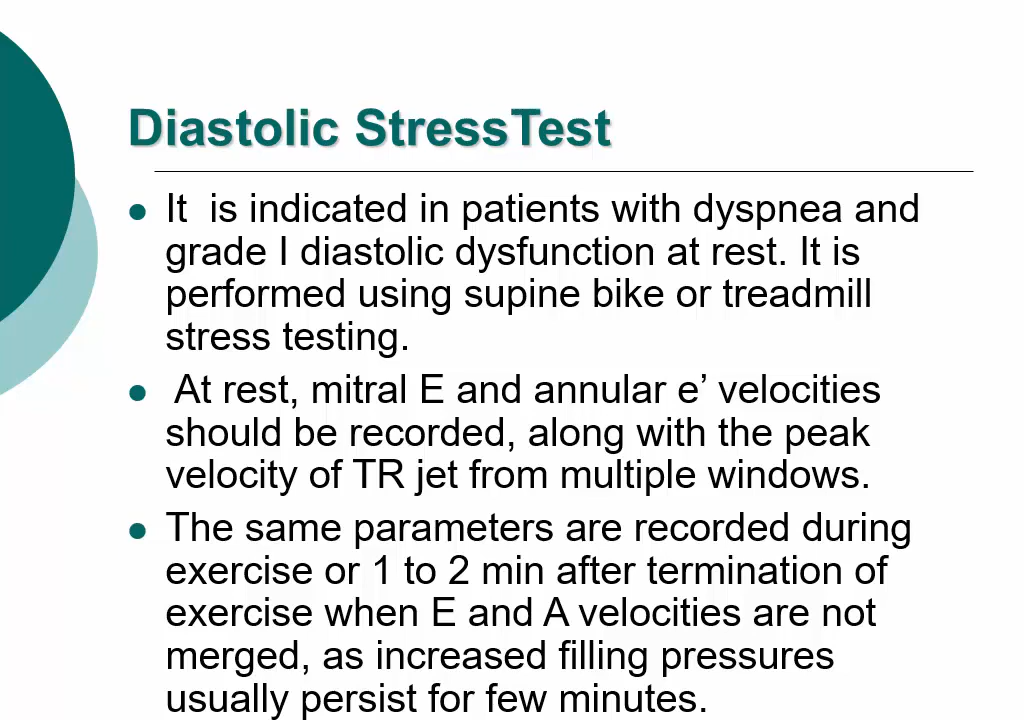 Diastolic StressTest
It is indicated in patients with dyspnea and
grade I diastolic dysfunction at rest. It is
performed using supine bike or treadmill
stress testing.
At rest, mitral E and annular e’ velocities
should be recorded, along with the peak
velocity of TR jet from multiple windows.
The same parameters are recorded during
exercise or 1 to 2 min after termination of
exercise when E and A velocities are not
merged, as increased filling pressures
usually persist for few minutes.